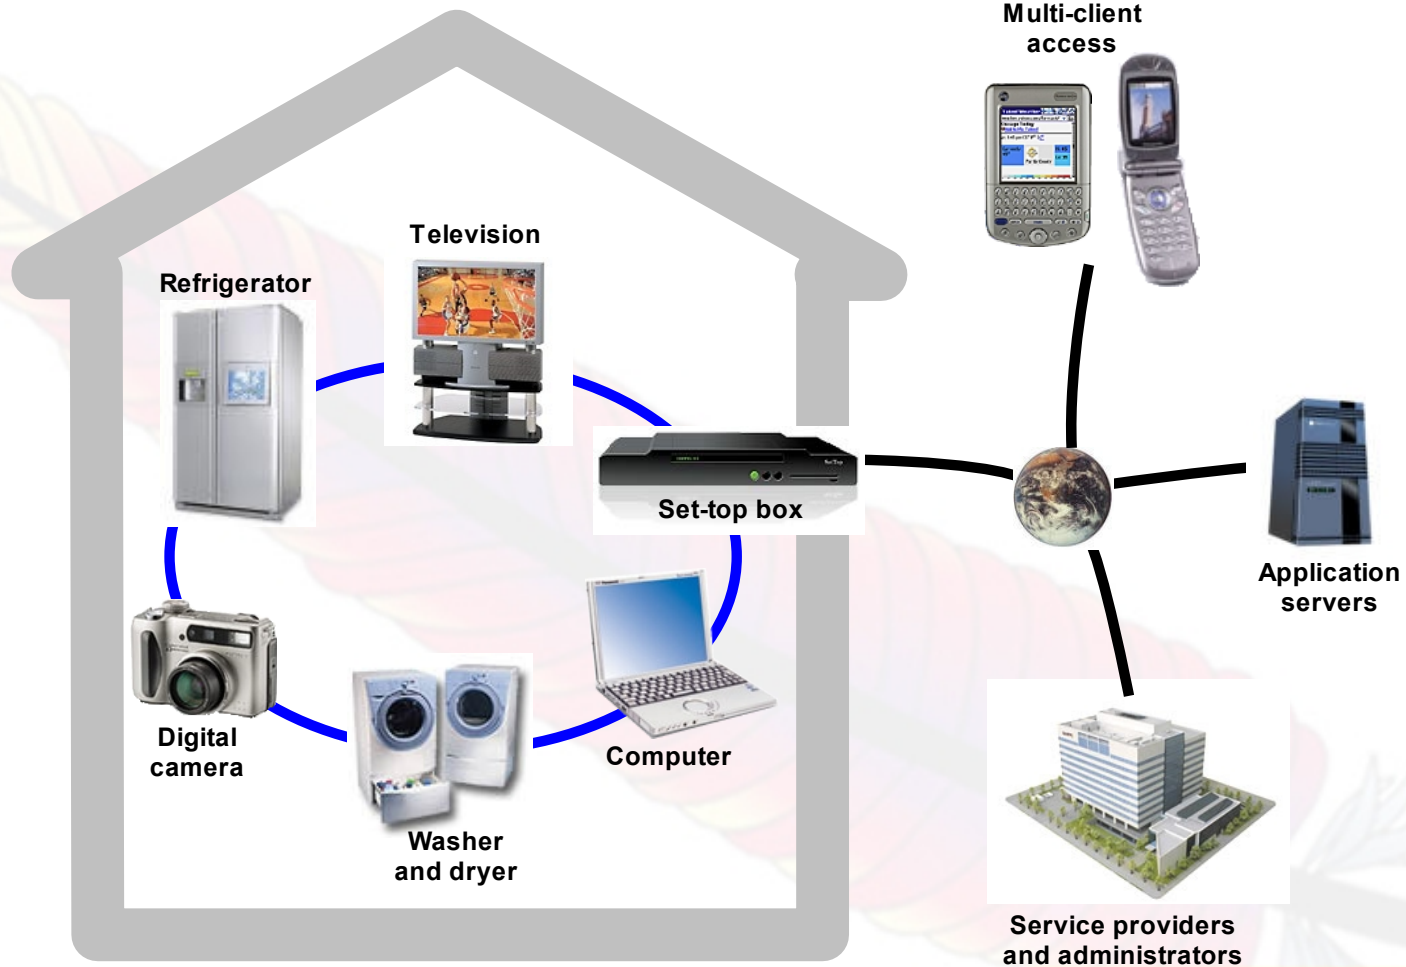 Multi-client
access
Television
Refrigerator
Set-top box
Application
servers
Digital
camera
Computer
Washer
and dryer
Service providers
and administrators